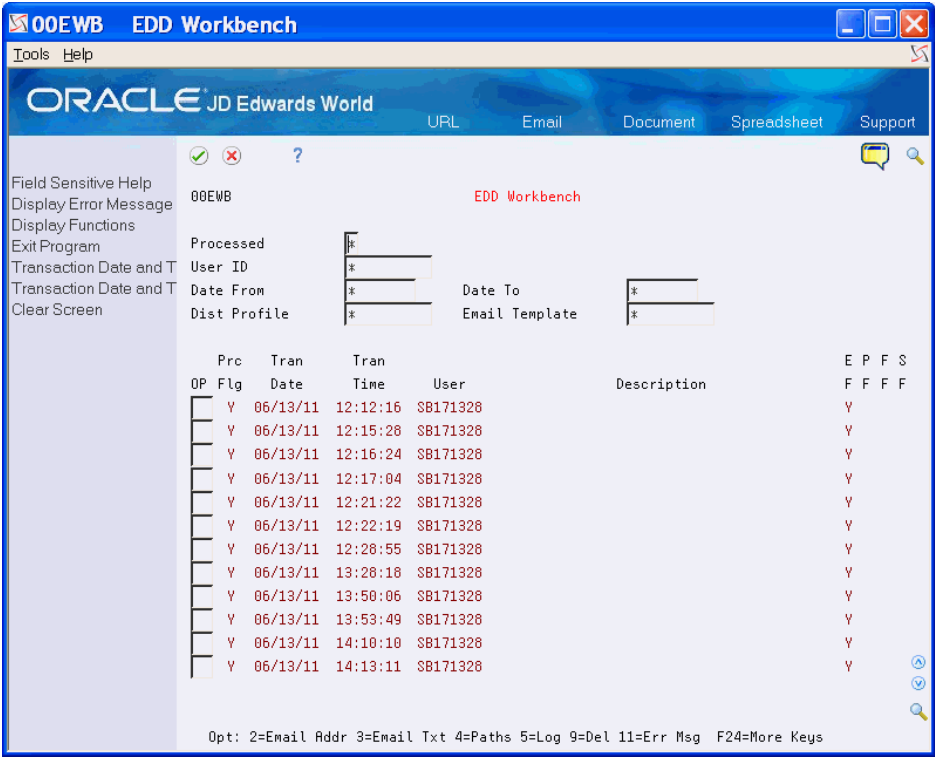 00EWB EDD Workbench
Tools Help
ORACLE JD Edwards World
URL Email Document Spreadsheet Support
Field Sensitive Help
Display Error Message
Display Functions
Exit Program
Transaction Date and T
Transaction Date and T
Clear Screen
?
00EWB EDD Workbench
Processed *
User ID *
Date From * Date To *
Dist Profile * Email Template *
Prc Tran Tran E P F S
OP Flg Date Time User Description F F F F
Y 06/13/11 12:12:16 SB171328 Y
Y 06/13/11 12:15:28 SB171328 Y
Y 06/13/11 12:16:24 SB171328 Y
Y 06/13/11 12:17:04 SB171328 Y
Y 06/13/11 12:21:22 SB171328 Y
Y 06/13/11 12:22:19 SB171328 Y
Y 06/13/11 12:28:55 SB171328 Y
Y 06/13/11 13:28:18 SB171328 Y
Y 06/13/11 13:50:06 SB171328 Y
Y 06/13/11 13:53:49 SB171328 Y
Y 06/13/11 14:10:10 SB171328 Y
Y 06/13/11 14:13:11 SB171328 Y
Opt: 2=Email Addr 3=Email Txt 4=Paths 5=Log 9=Del 11=Err Msg F24=More Keys